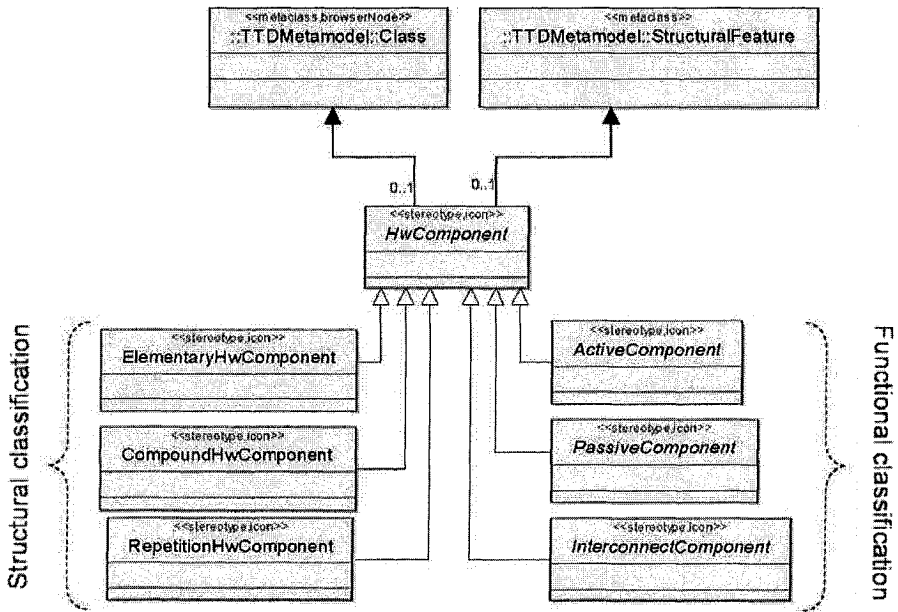 <<metaclass,browserNode>>
::TTDMetamodel::Class
<<metaclass>>
::TTDMetamodel::StructuralFeature
0..1
0..1
<<stereotype,icon>>
HwComponent
Structural classification
<<stereotype,icon>>
ElementaryHwComponent
<<stereotype,icon>>
CompoundHwComponent
<<stereotype,icon>>
RepetitionHwComponent
<<stereotype,icon>>
ActiveComponent
<<stereotype,icon>>
PassiveComponent
<<stereotype,icon>>
InterconnectComponent
Functional classification